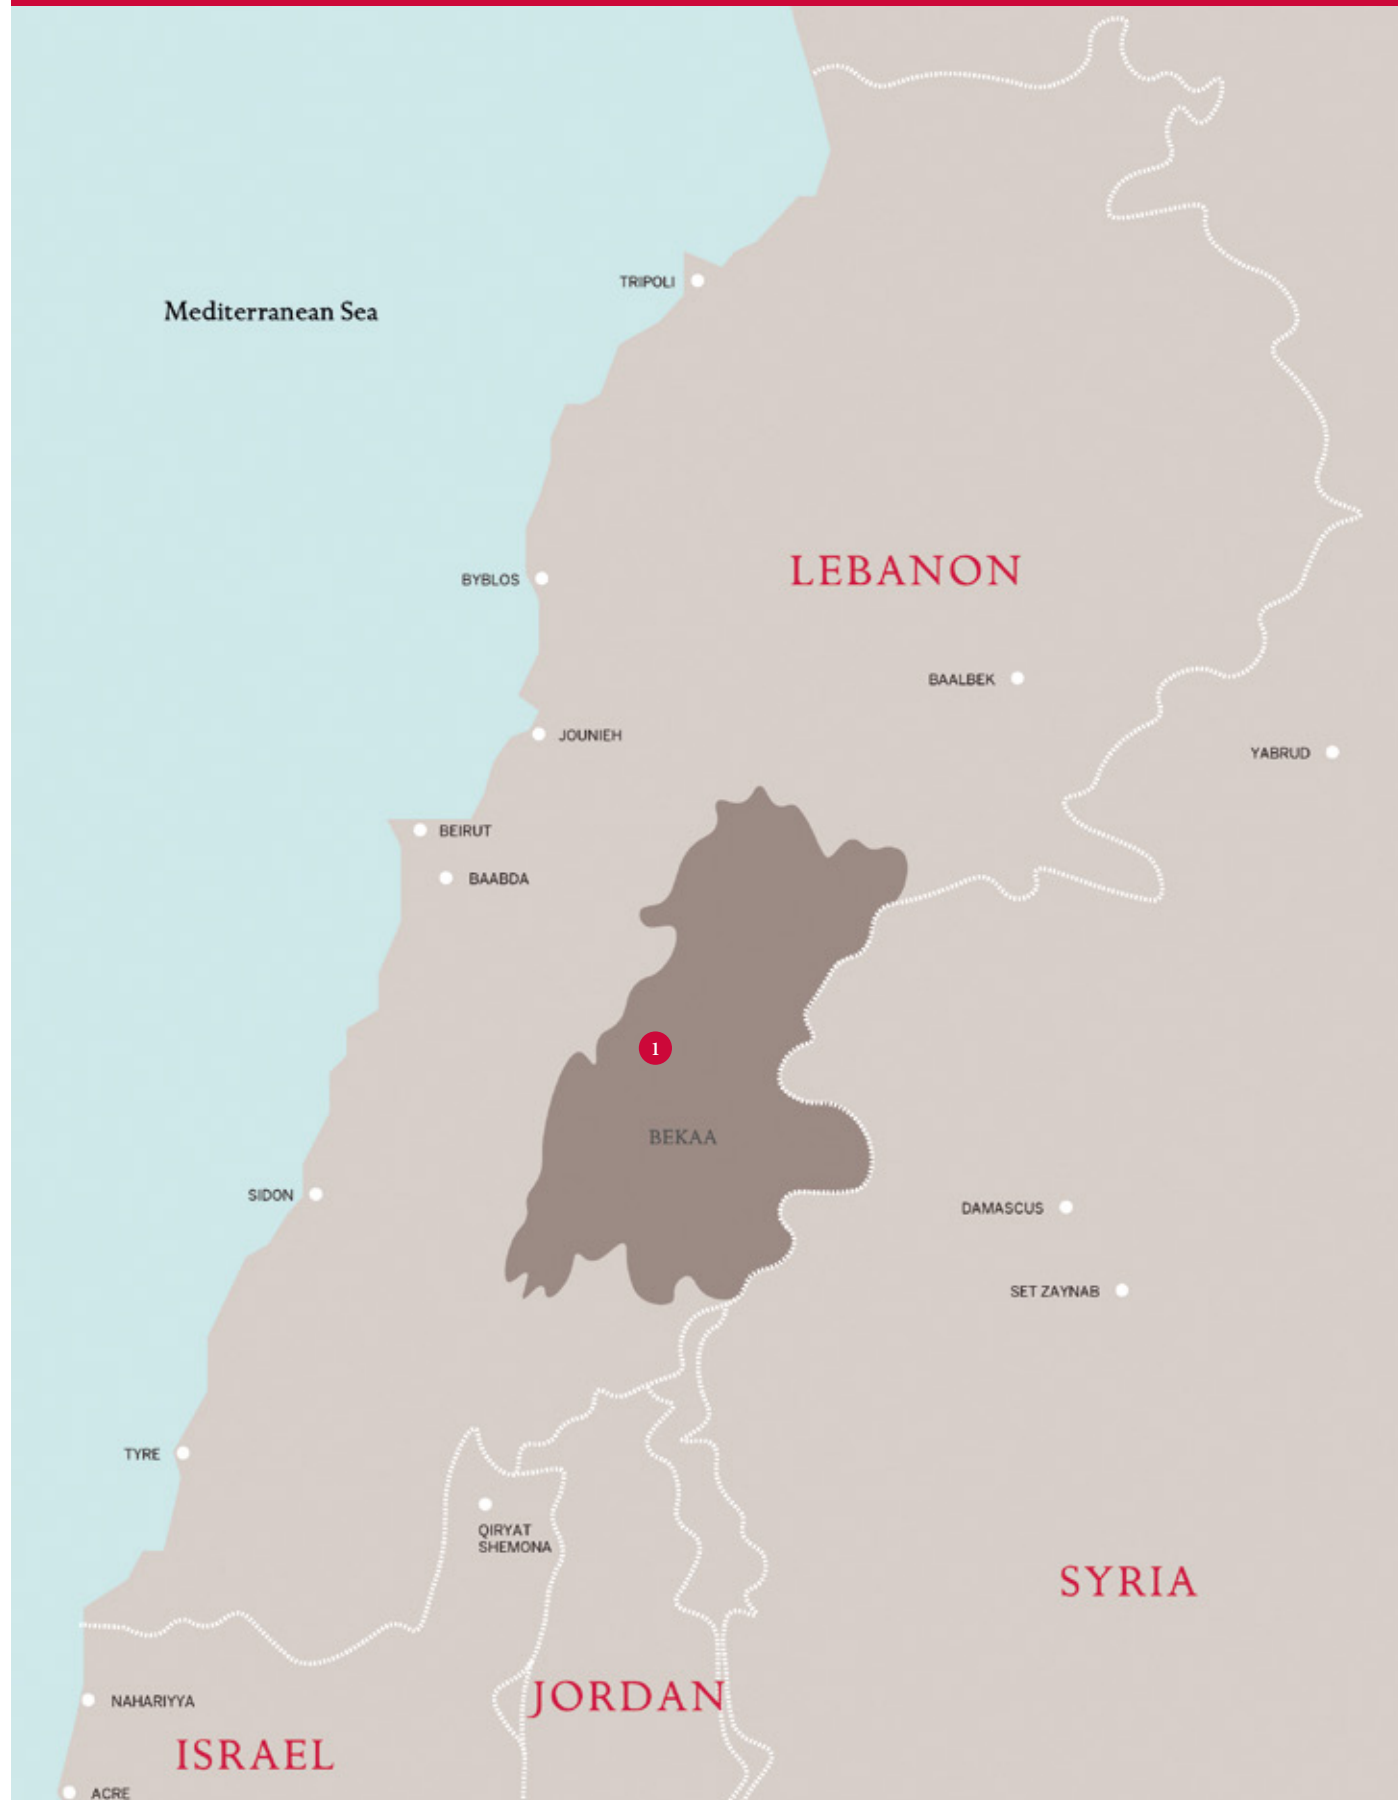 TRIPOLI
Mediterranean Sea
LEBANON
BYBLOS
BAALBEK
JOUNIEH
YABRUD
BEIRUT
BAABDA
1
BEKAA
SIDON
DAMASCUS
SET ZAYNAB
TYRE
QIRYAT
SHEMONA
SYRIA
JORDAN
NAHARIYYA
ISRAEL
ACRE